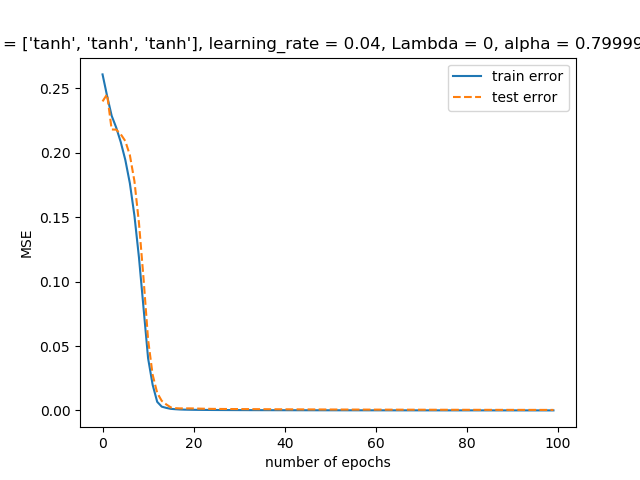 = ['tanh', 'tanh', 'tanh'], learning_rate = 0.04, Lambda = 0, alpha = 0.79999
train error
test error
0.25
0.20
0.15
0.10
0.05
0.00
MSE
0 20 40 60 80 100
number of epochs